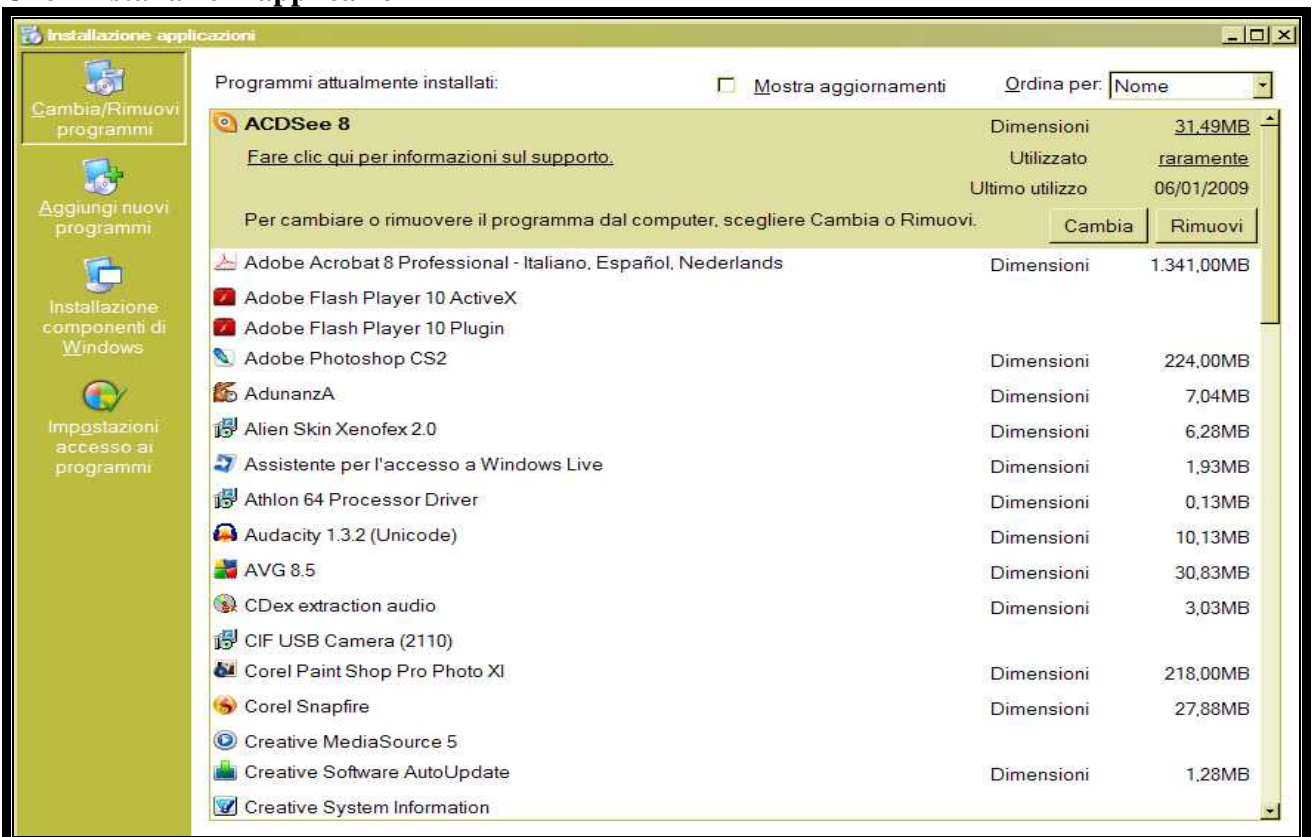 Installazione applicazioni
Cambia/Rimuovi
programmi
Aggiungi nuovi
programmi
Installazione
componenti di
Windows
Impostazioni
accesso ai
programmi
Programmi attualmente installati: Mostra aggiornamenti Ordina per: Nome
ACDSee 8 Dimensioni 31,49MB
Fare clic qui per informazioni sul supporto. Utilizzato raramente
Ultimo utilizzo 06/01/2009
Per cambiare o rimuovere il programma dal computer, scegliere Cambia o Rimuovi. Cambia Rimuovi
Adobe Acrobat 8 Professional - Italiano, Español, Nederlands Dimensioni 1.341,00MB
Adobe Flash Player 10 ActiveX
Adobe Flash Player 10 Plugin
Adobe Photoshop CS2 Dimensioni 224,00MB
AdunanzA Dimensioni 7,04MB
Alien Skin Xenofex 2.0 Dimensioni 6,28MB
Assistente per l'accesso a Windows Live Dimensioni 1,93MB
Athlon 64 Processor Driver Dimensioni 0,13MB
Audacity 1.3.2 (Unicode) Dimensioni 10,13MB
AVG 8.5 Dimensioni 30,83MB
CDex extraction audio Dimensioni 3,03MB
CIF USB Camera (2110)
Corel Paint Shop Pro Photo XI Dimensioni 218,00MB
Corel Snapfire Dimensioni 27,88MB
Creative MediaSource 5
Creative Software AutoUpdate Dimensioni 1,28MB
Creative System Information